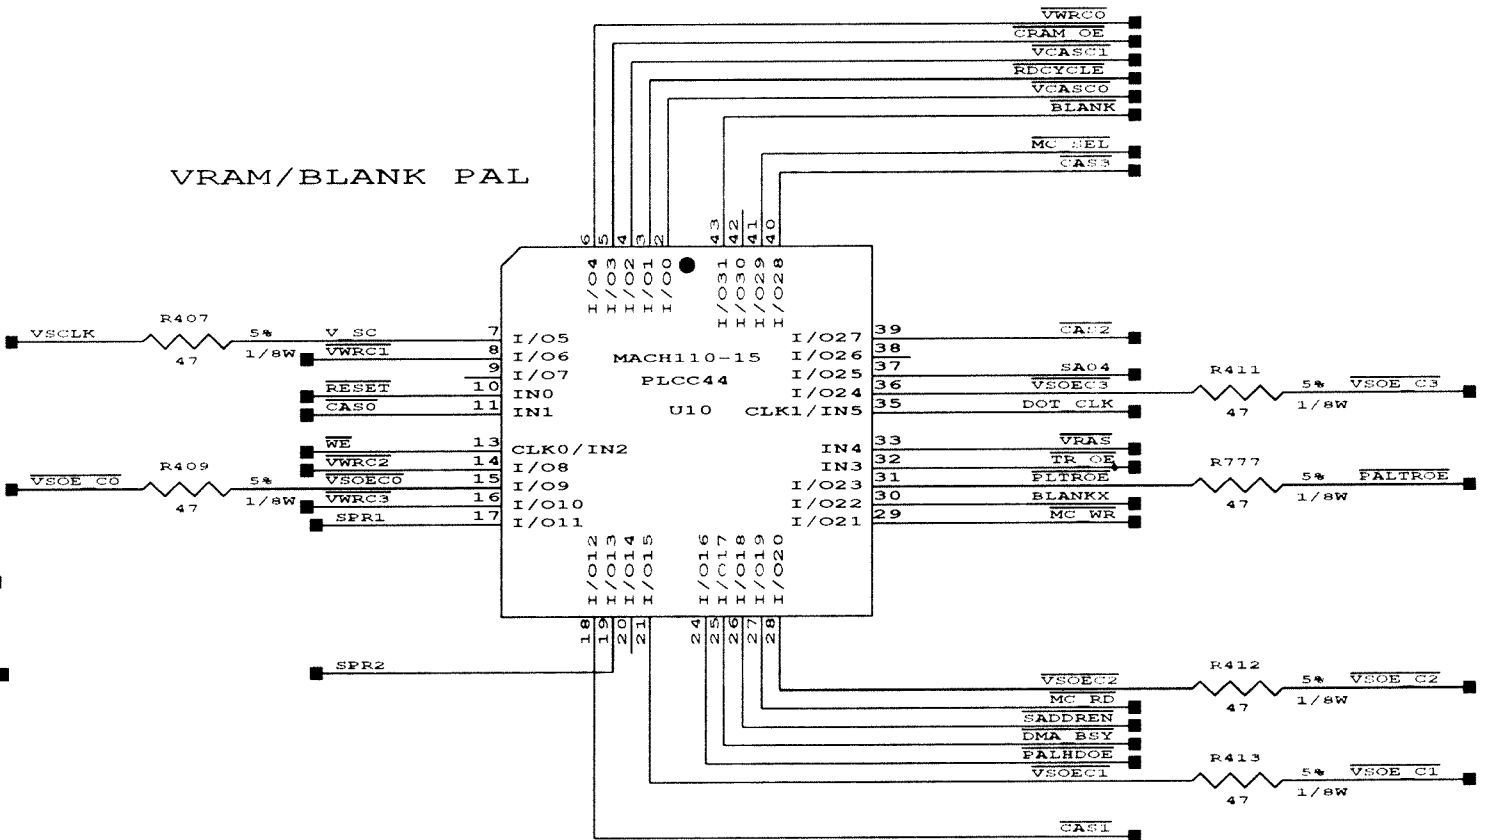 VWRC0
CRAM OE
VCASC1
RDCYCLE
VCASC0
BLANK
MC SEL
CAS3
VRAM/BLANK PAL
6 5 4 3 2 43 42 41 40
I/O4 I/O3 I/O2 I/O1 I/O0 I/O31 I/O30 I/O29 I/O28
VSCLK R407 47 5% 1/8W V SC 7 I/O5
VWRC1 8 I/O6
9 I/O7
RESET 10 IN0
CAS0 11 IN1
WE 13 CLK0/IN2
VWRC2 14 I/O8
VSOE C0 R409 47 5% 1/8W VSOEC0 15 I/O9
VWRC3 16 I/O10
SPR1 17 I/O11
MACH110-15
PLCC44
U10
I/O27 39 CAS2
I/O26 38
I/O25 37 SA04
I/O24 36 VSOEC3 R411 47 5% 1/8W VSOE C3
CLK1/IN5 35 DOT CLK
IN4 33 VRAS
IN3 32 TR OE
I/O23 31 PLTROE R777 47 5% 1/8W PALTROE
I/O22 30 BLANKX
I/O21 29 MC WR
I/O12 I/O13 I/O14 I/O15 I/O16 I/O17 I/O18 I/O19 I/O20
18 19 20 21 24 25 26 27 28
SPR2
VSOEC2 R412 47 5% 1/8W VSOE C2
MC RD
SADDREN
DMA BSY
PALHDOE
VSOEC1 R413 47 5% 1/8W VSOE C1
CAS1